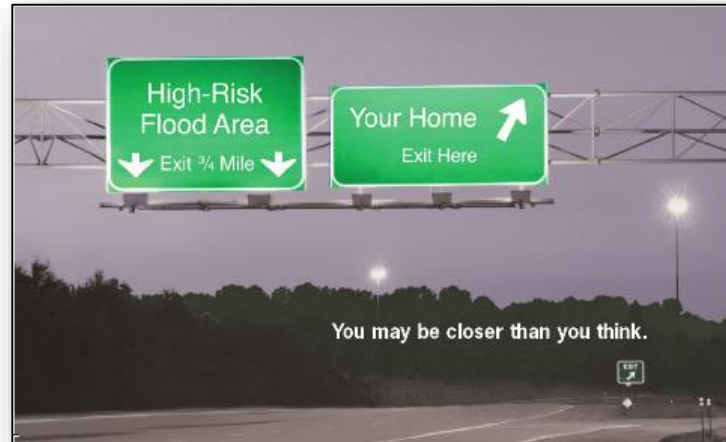 High-Risk
Flood Area
Exit ¾ Mile
Your Home
Exit Here
You may be closer than you think.
EXIT